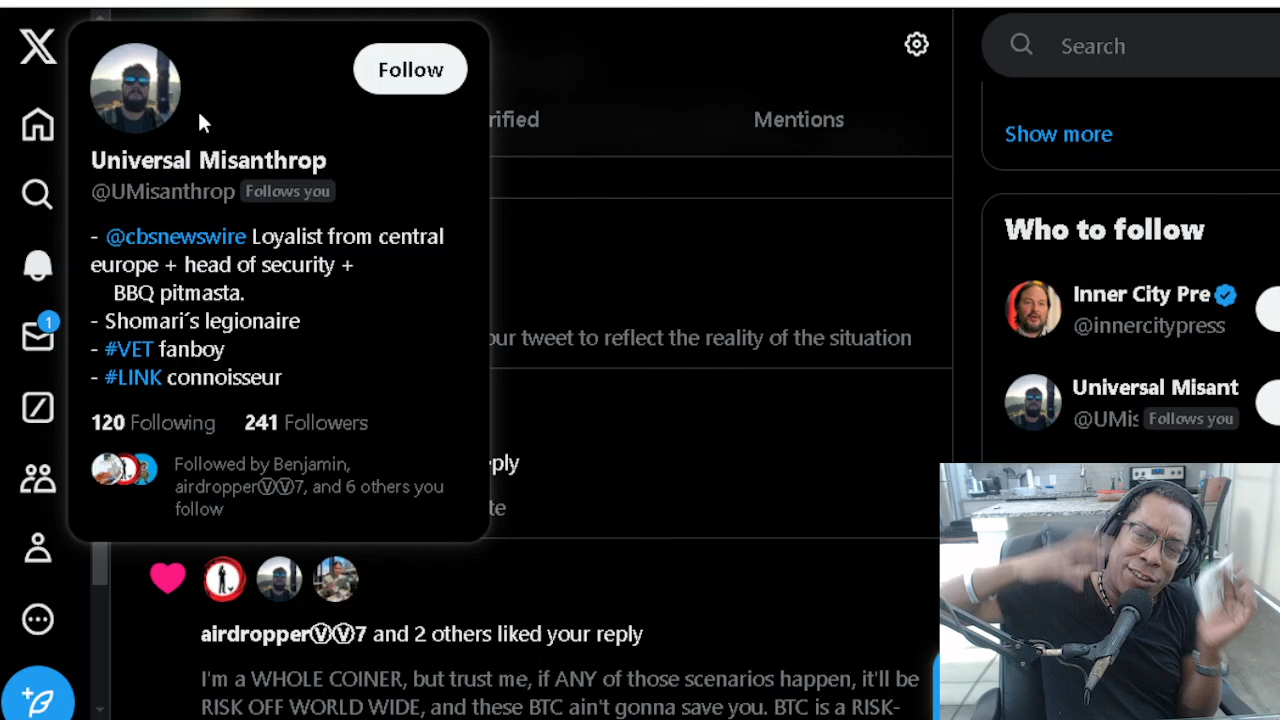 Follow
Universal Misanthrop
@UMisanthrop Follows you
- @cbsnewswire Loyalist from central
europe + head of security +
BBQ pitmasta.
- Shomari´s legionaire
- #VET fanboy
- #LINK connoisseur
120 Following 241 Followers
Followed by Benjamin,
airdropperⓋⓋ7, and 6 others you
follow
1
rified
Mentions
our tweet to reflect the reality of the situation
eply
te
airdropperⓋⓋ7 and 2 others liked your reply
I'm a WHOLE COINER, but trust me, if ANY of those scenarios happen, it'll be
RISK OFF WORLD WIDE, and these BTC ain't gonna save you. BTC is a RISK-
Search
Show more
Who to follow
Inner City Pre
@innercitypress
Universal Misant
@UMis Follows you